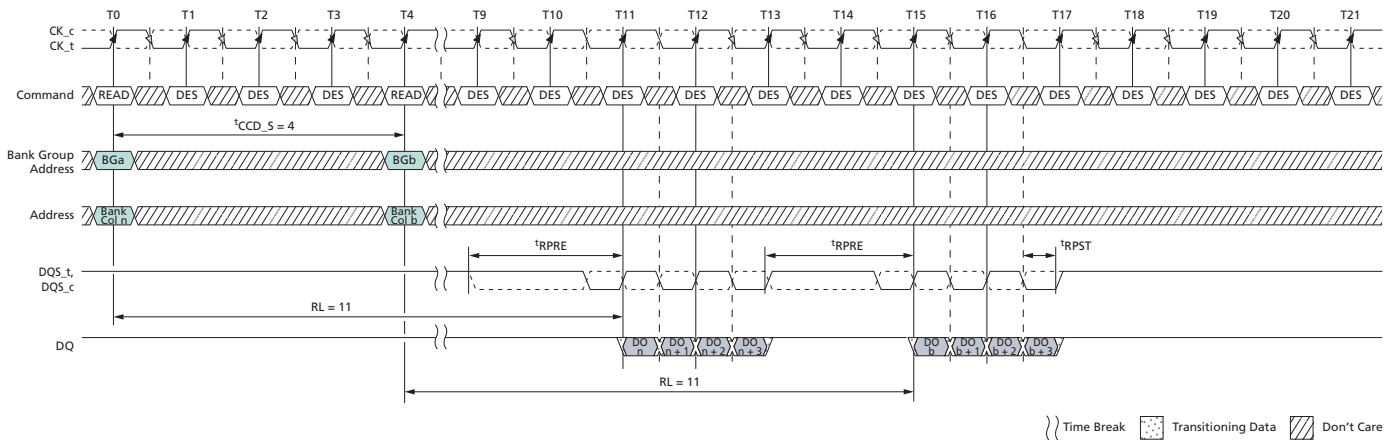 T0 T1 T2 T3 T4 T9 T10 T11 T12 T13 T14 T15 T16 T17 T18 T19 T20 T21
CK_c
CK_t
Command READ DES DES DES READ DES DES DES DES DES DES DES DES DES DES DES DES DES
tCCD_S = 4
Bank Group
Address
BGa BGb
Address
Bank
Col n
Bank
Col b
tRPRE tRPRE tRPST
DQS_t,
DQS_c
RL = 11
DQ
DO
n
DO
n + 1
DO
n + 2
DO
n + 3
DO
b
DO
b + 1
DO
b + 2
DO
b + 3
RL = 11
Time Break Transitioning Data Don't Care